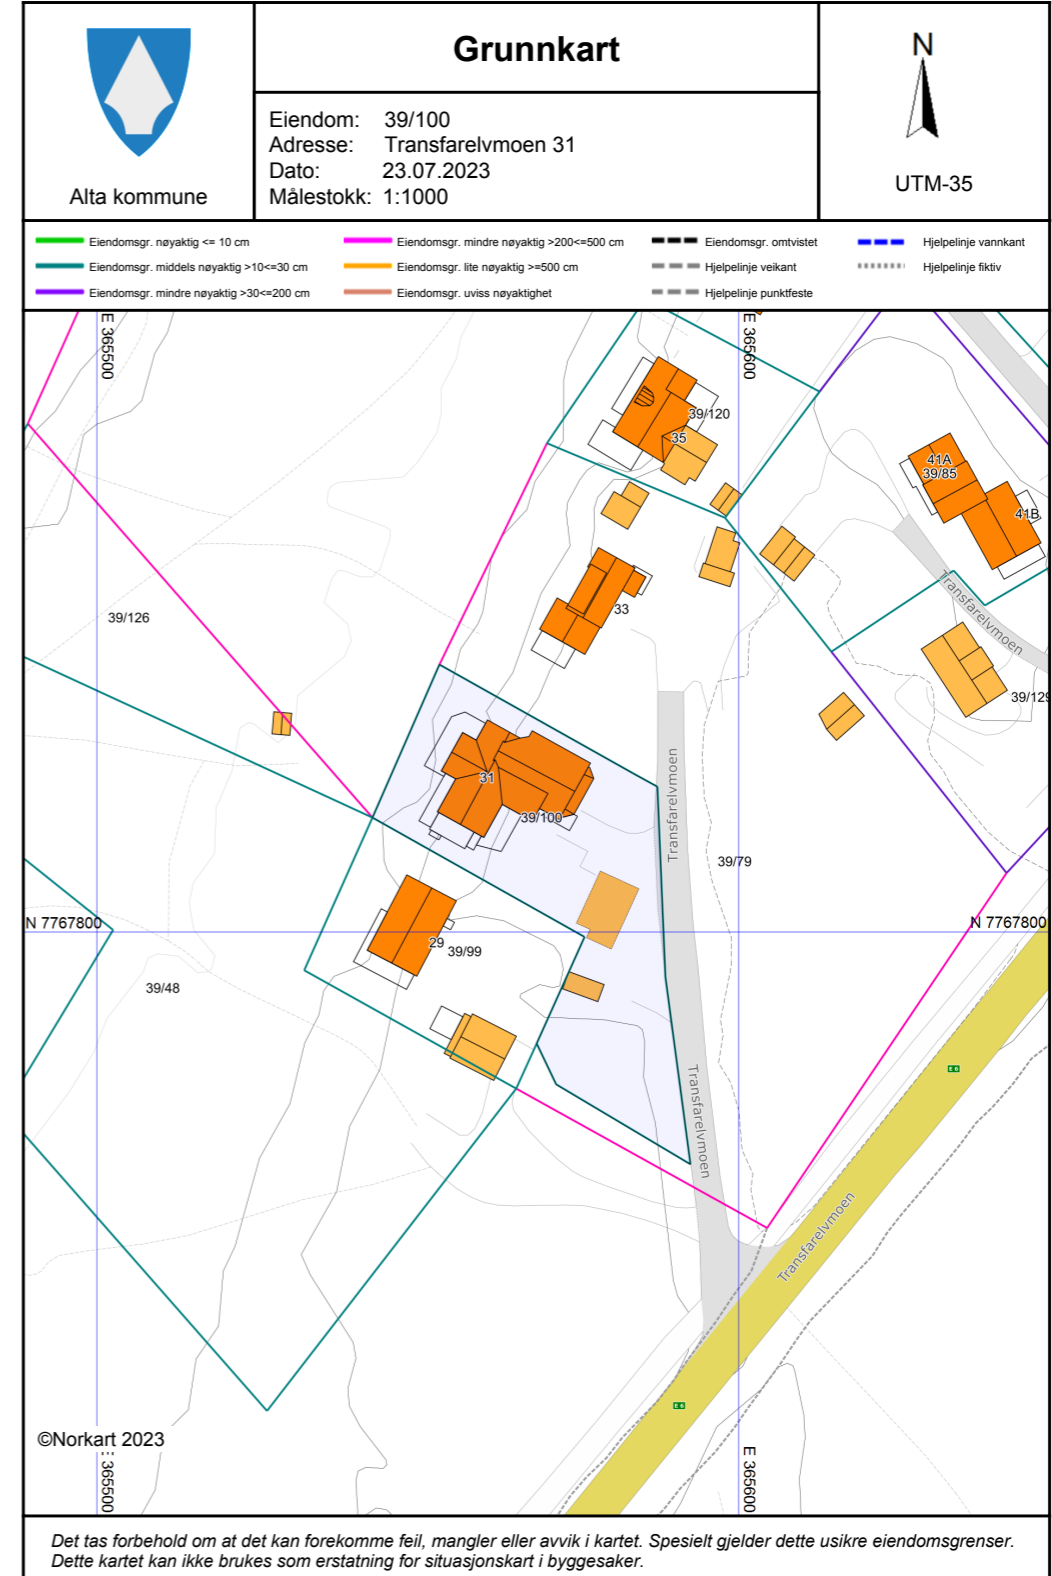 Grunnkart
Eiendom: 39/100
Adresse: Transfarelvmoen 31
Dato: 23.07.2023
Målestokk: 1:1000
Alta kommune
N
UTM-35
Eiendomsgr. nøyaktig <= 10 cm
Eiendomsgr. middels nøyaktig >10<=30 cm
Eiendomsgr. mindre nøyaktig >30<=200 cm
Eiendomsgr. mindre nøyaktig >200<=500 cm
Eiendomsgr. lite nøyaktig >=500 cm
Eiendomsgr. uviss nøyaktighet
Eiendomsgr. omtvistet
Hjelpelinje veikant
Hjelpelinje punktfeste
Hjelpelinje vannkant
Hjelpelinje fiktiv
E 365500
E 365600
39/120
35
41A
39/85
41B
Transfarelvmoen
33
39/126
39/129
31
39/100
Transfarelvmoen
39/79
N 7767800
N 7767800
29
39/99
39/48
E 6
Transfarelvmoen
Transfarelvmoen
E 6
©Norkart 2023
E 365500
E 365600
Det tas forbehold om at det kan forekomme feil, mangler eller avvik i kartet. Spesielt gjelder dette usikre eiendomsgrenser.
Dette kartet kan ikke brukes som erstatning for situasjonskart i byggesaker.